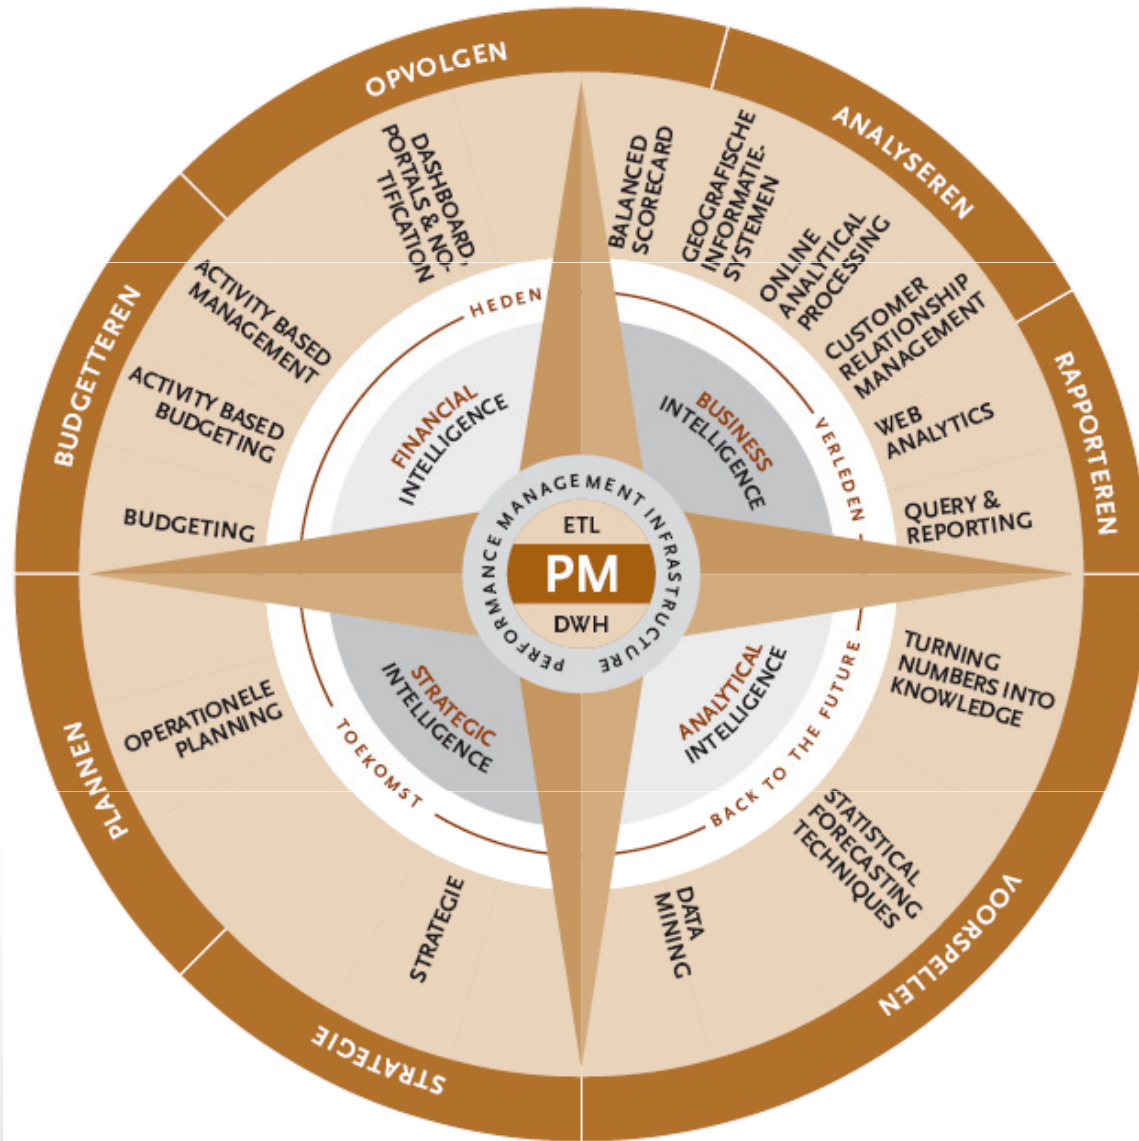 OPVOLGEN
ANALYSEREN
RAPPORTEREN
VOORSPELLEN
STRATEGIE
PLANNEN
BUDGETTEREN
DASHBOARD,
PORTALS & NO-
TIFICATION
BALANCED
SCORECARD
GEOGRAFISCHE
INFORMATIE-
SYSTEMEN
ONLINE
ANALYTICAL
PROCESSING
CUSTOMER
RELATIONSHIP
MANAGEMENT
WEB
ANALYTICS
QUERY &
REPORTING
TURNING
NUMBERS INTO
KNOWLEDGE
STATISTICAL
FORECASTING
TECHNIQUES
DATA
MINING
STRATEGIE
OPERATIONELE
PLANNING
BUDGETING
ACTIVITY BASED
BUDGETING
ACTIVITY BASED
MANAGEMENT
HEDEN
VERLEDEN
BACK TO THE FUTURE
TOEKOMST
FINANCIAL
INTELLIGENCE
BUSINESS
INTELLIGENCE
ANALYTICAL
INTELLIGENCE
STRATEGIC
INTELLIGENCE
PERFORMANCE MANAGEMENT INFRASTRUCTURE
ETL
PM
DWH